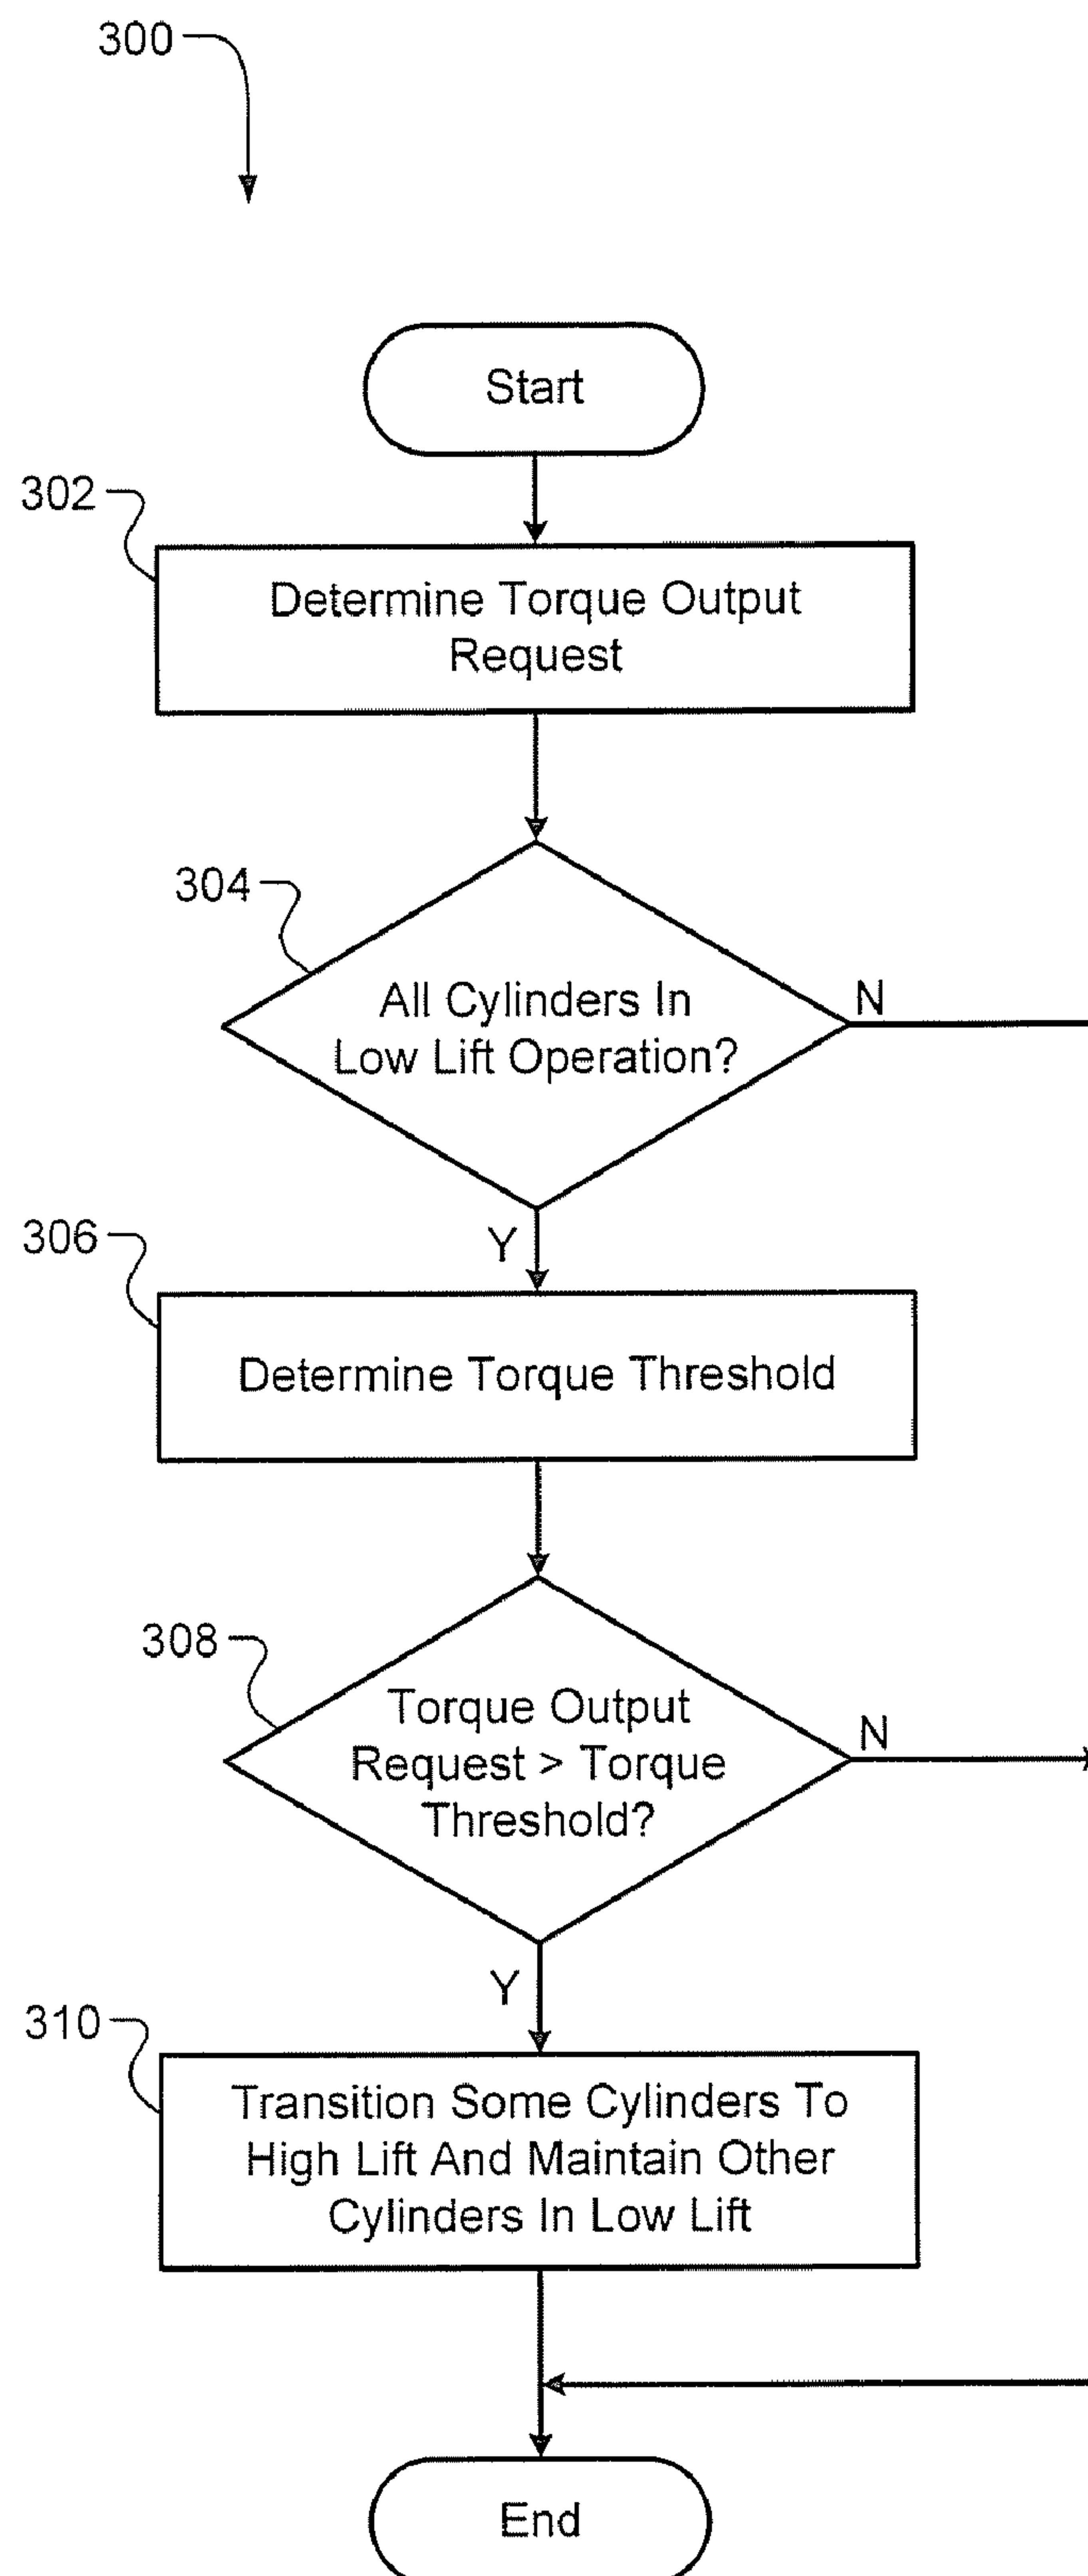 300
Start
302
Determine Torque Output
Request
304
All Cylinders In
Low Lift Operation?
N
Y
306
Determine Torque Threshold
308
Torque Output
Request > Torque
Threshold?
N
Y
310
Transition Some Cylinders To
High Lift And Maintain Other
Cylinders In Low Lift
End